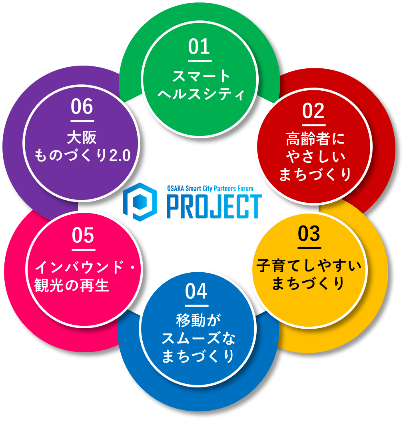 01
スマート
ヘルスシティ
02
高齢者に
やさしい
まちづくり
03
子育てしやすい
まちづくり
04
移動が
スムーズな
まちづくり
05
インバウンド・
観光の再生
06
大阪
ものづくり2.0
OSAKA Smart City Partners Forum
PROJECT